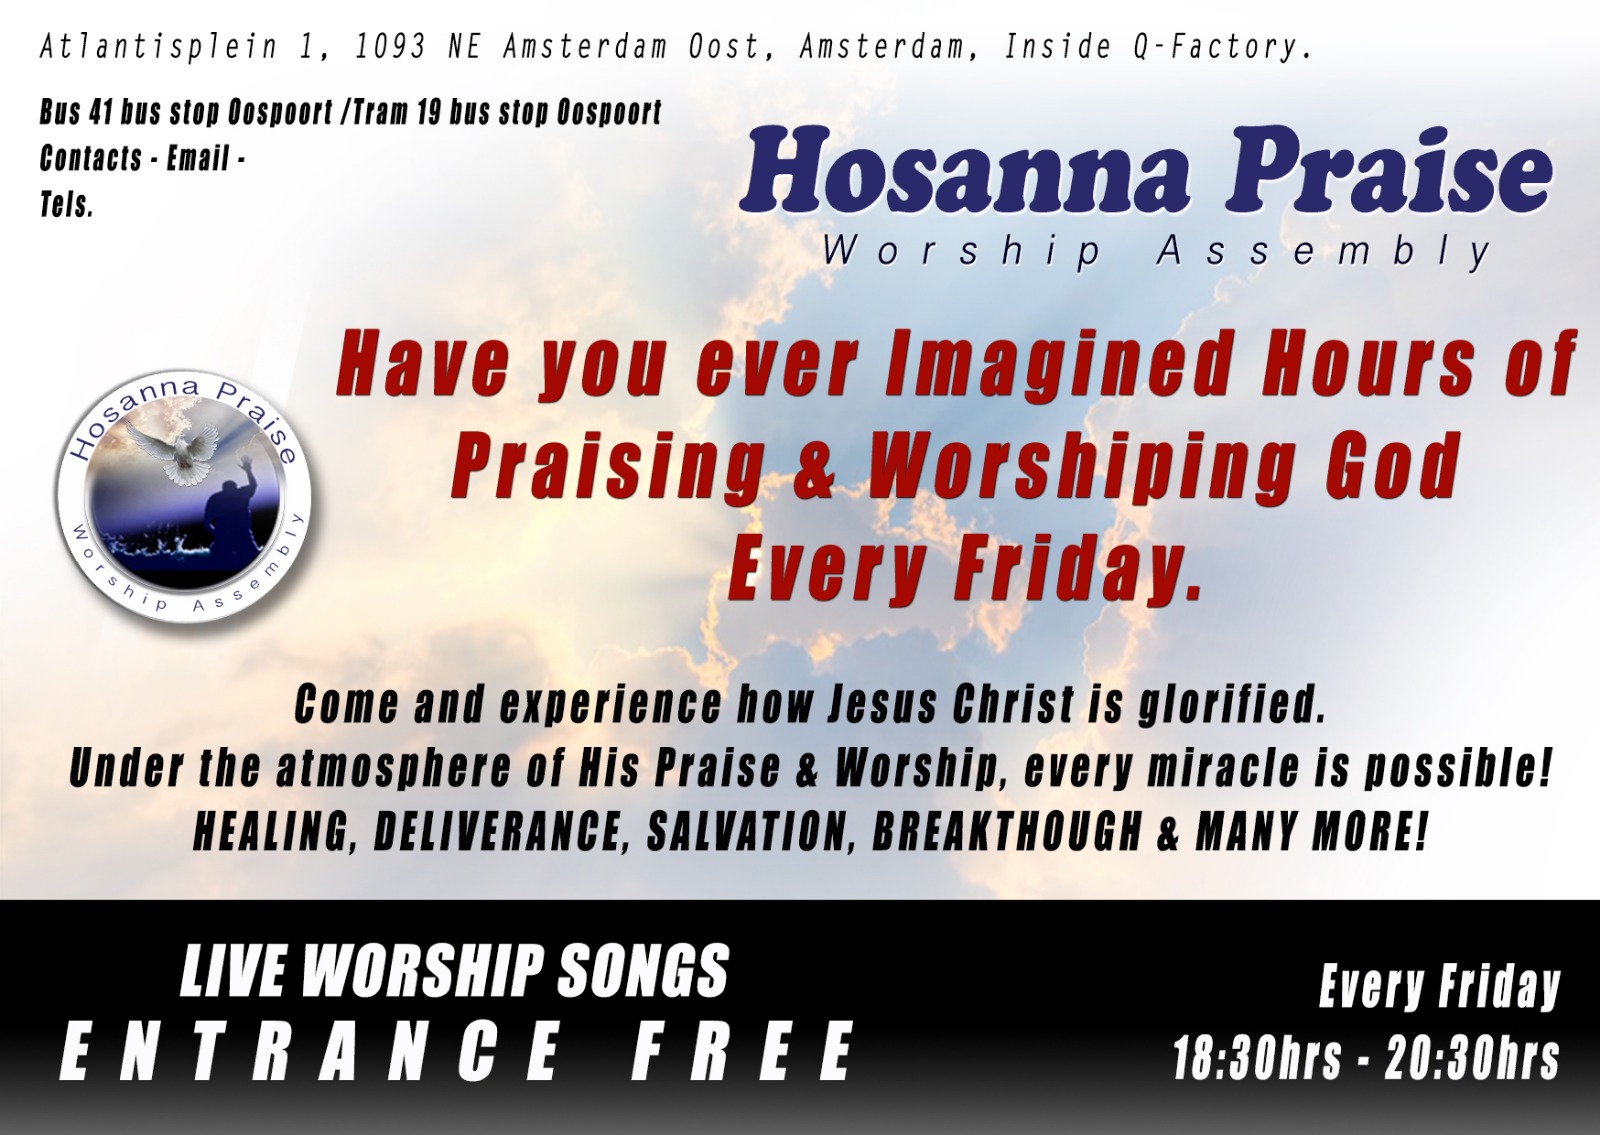 Atlantisplein 1, 1093 NE Amsterdam Oost, Amsterdam, Inside Q-Factory.
Bus 41 bus stop Oospoort /Tram 19 bus stop Oospoort
Contacts - Email -
Tels.
Hosanna Praise
Worship Assembly
Have you ever Imagined Hours of
Praising & Worshiping God
Every Friday.
Hosanna Praise
Worship Assembly
Come and experience how Jesus Christ is glorified.
Under the atmosphere of His Praise & Worship, every miracle is possible!
HEALING, DELIVERANCE, SALVATION, BREAKTHOUGH & MANY MORE!
LIVE WORSHIP SONGS
ENTRANCE FREE
Every Friday
18:30hrs - 20:30hrs